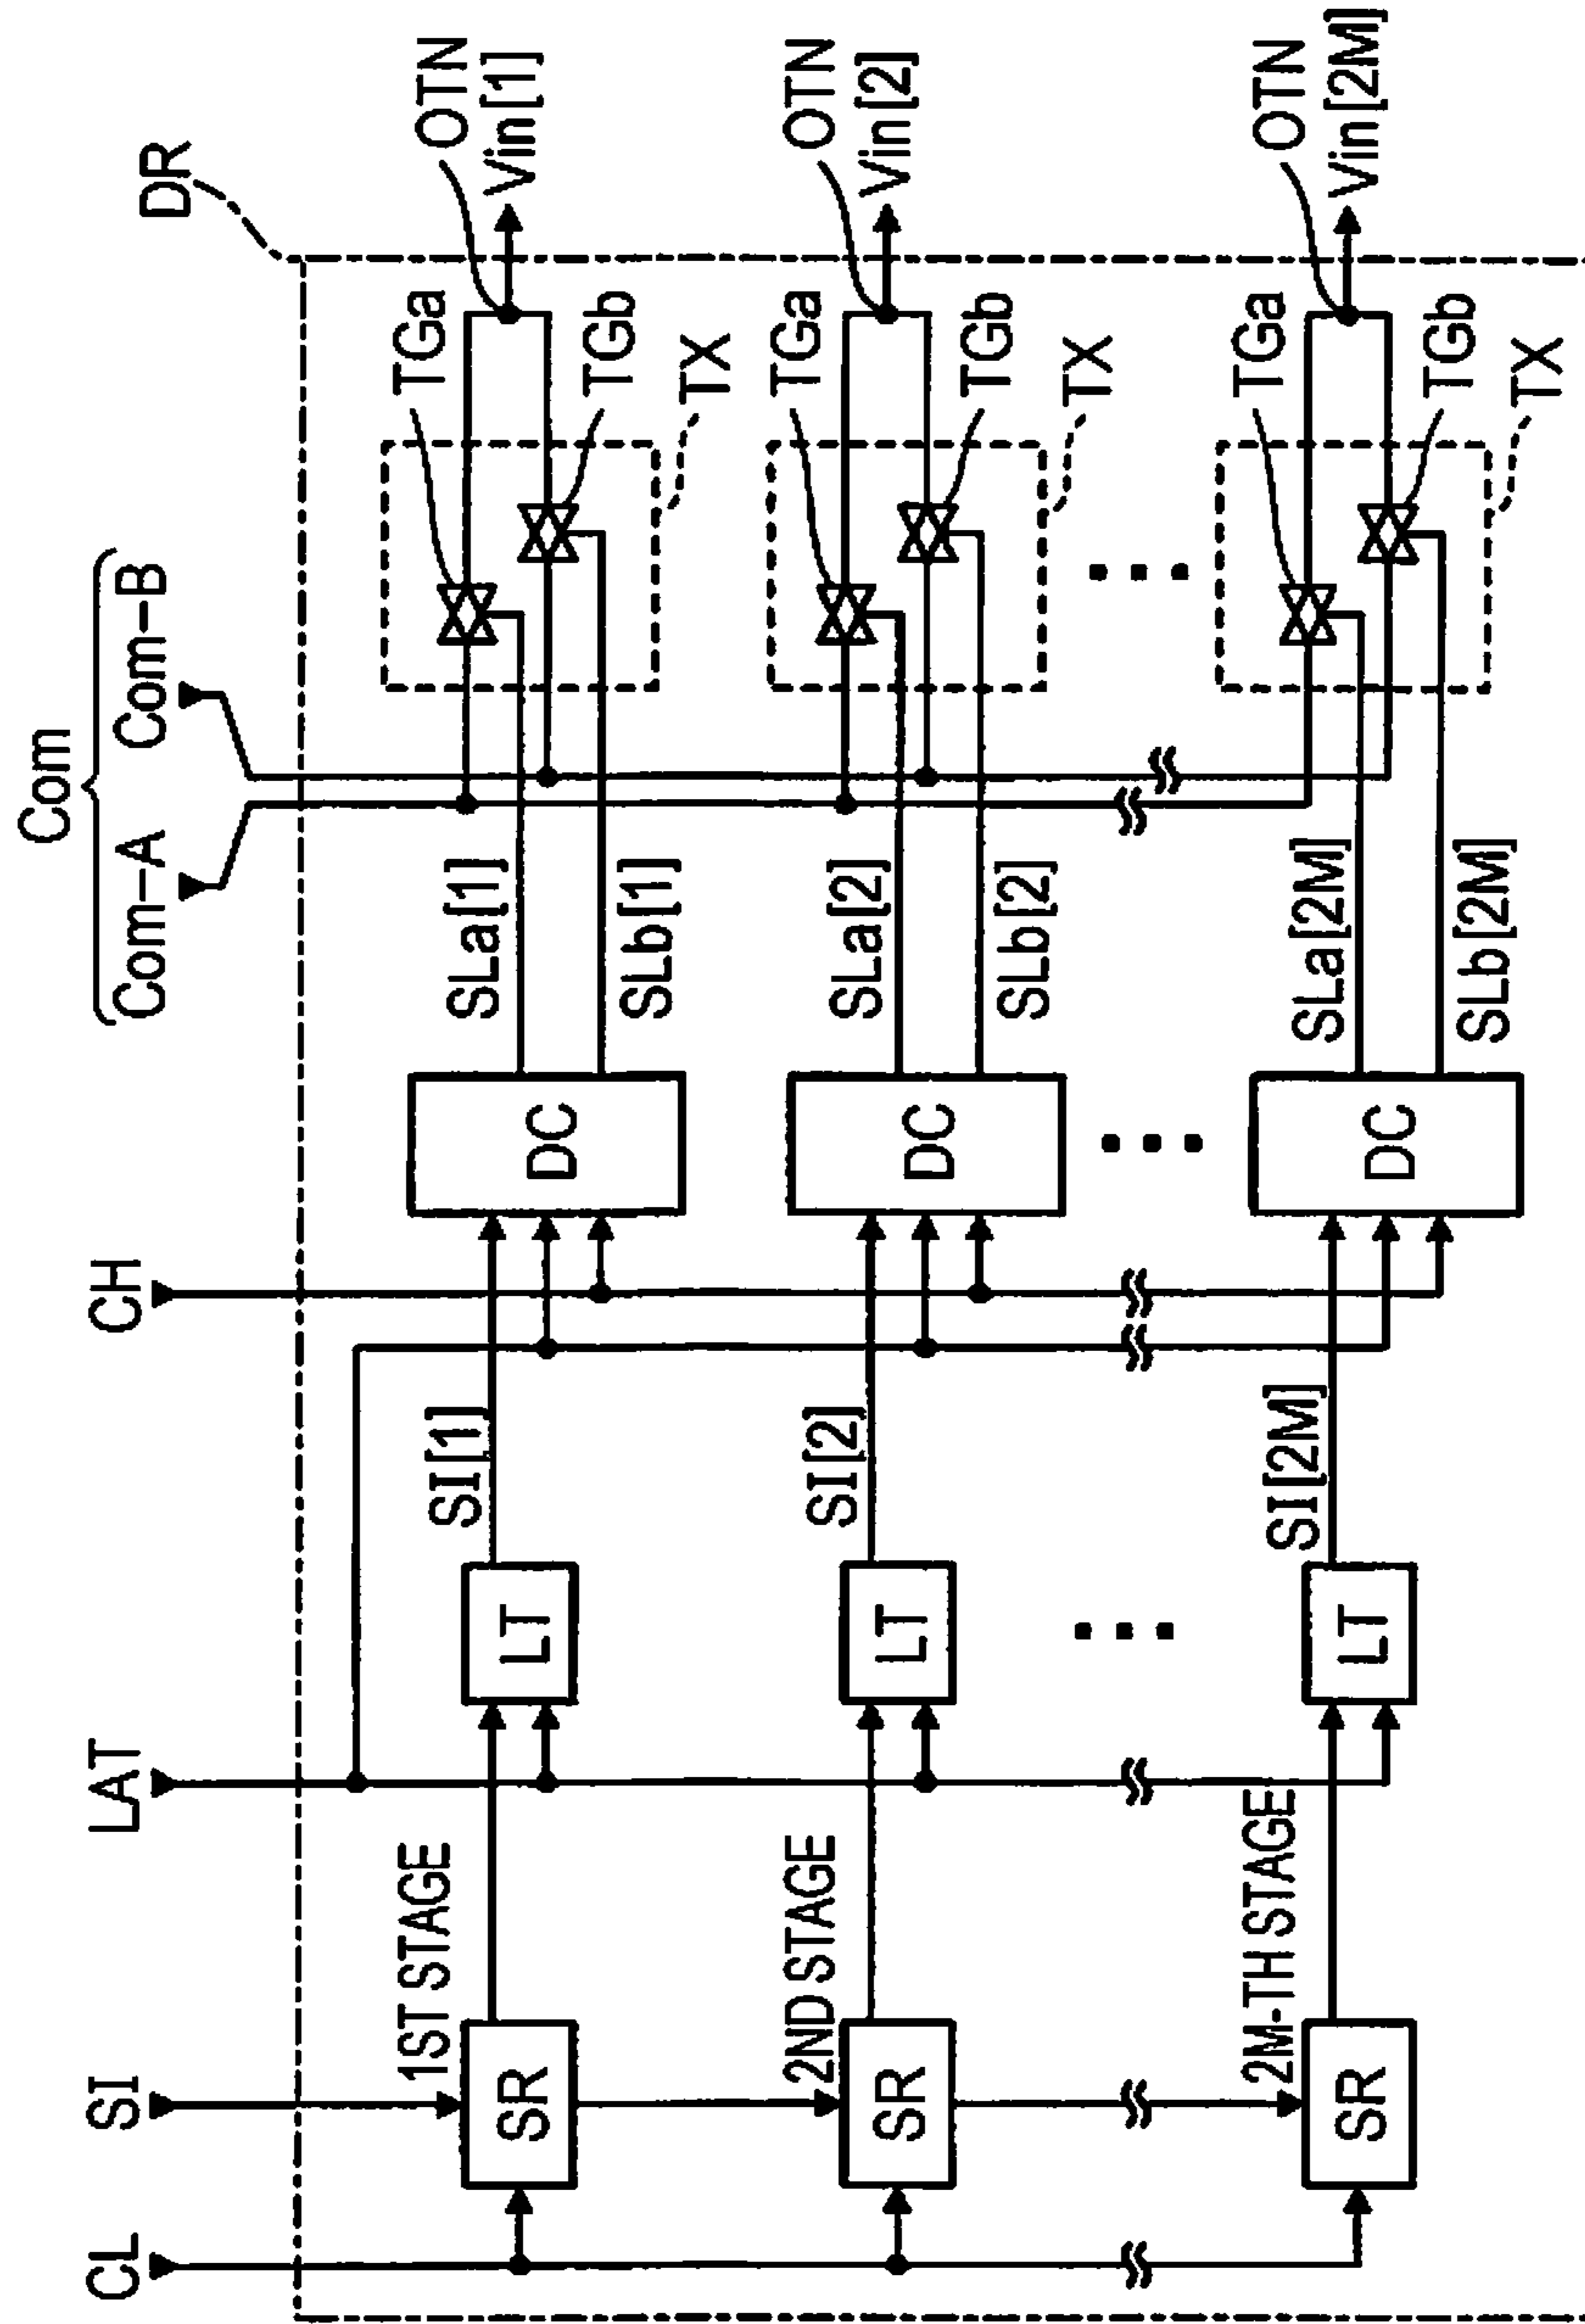 CL
SI
LAT
CH
Com
Com-A
Com-B
DR
1ST STAGE
SR
LT
SI[1]
DC
SLa[1]
SLb[1]
TGa
TGb
TX
OTN
Vin[1]
2ND STAGE
SR
LT
SI[2]
DC
SLa[2]
SLb[2]
TGa
TGb
TX
OTN
Vin[2]
2M-TH STAGE
SR
LT
SI[2M]
DC
SLa[2M]
SLb[2M]
TGa
TGb
TX
OTN
Vin[2M]